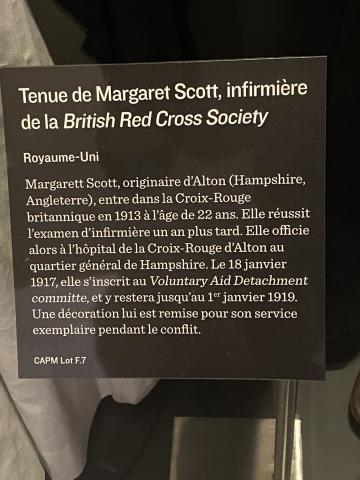 Tenue de Margaret Scott, infirmière
de la British Red Cross Society
Royaume-Uni
Margarett Scott, originaire d'Alton (Hampshire,
Angleterre), entre dans la Croix-Rouge
britannique en 1913 à l'âge de 22 ans. Elle réussit
l'examen d'infirmière un an plus tard. Elle officie
alors à l'hôpital de la Croix-Rouge d'Alton au
quartier général de Hampshire. Le 18 janvier
1917, elle s'inscrit au Voluntary Aid Detachment
committe, et y restera jusqu'au 1er janvier 1919.
Une décoration lui est remise pour son service
exemplaire pendant le conflit.
CAPM Lot F.7